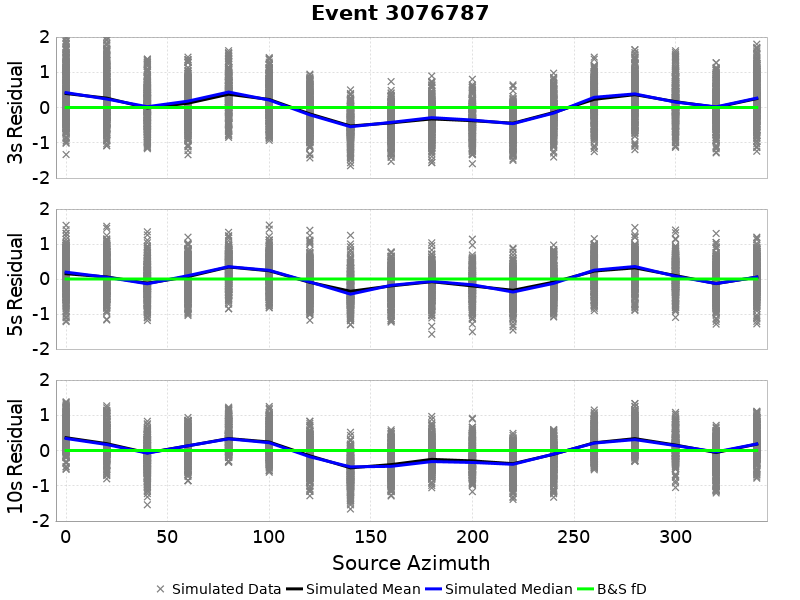 Event 3076787
3s Residual
2
1
0
-1
-2
5s Residual
2
1
0
-1
-2
10s Residual
2
1
0
-1
-2
0 50 100 150 200 250 300
Source Azimuth
Simulated Data Simulated Mean Simulated Median B&S fD